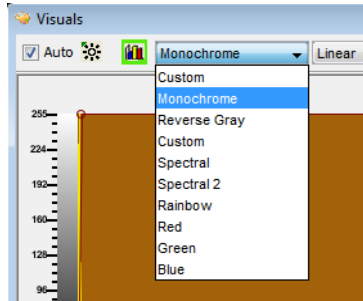 Visuals
Auto Monochrome Linear
Custom
Monochrome
Reverse Gray
Custom
Spectral
Spectral 2
Rainbow
Red
Green
Blue
255
224
192
160
128
96